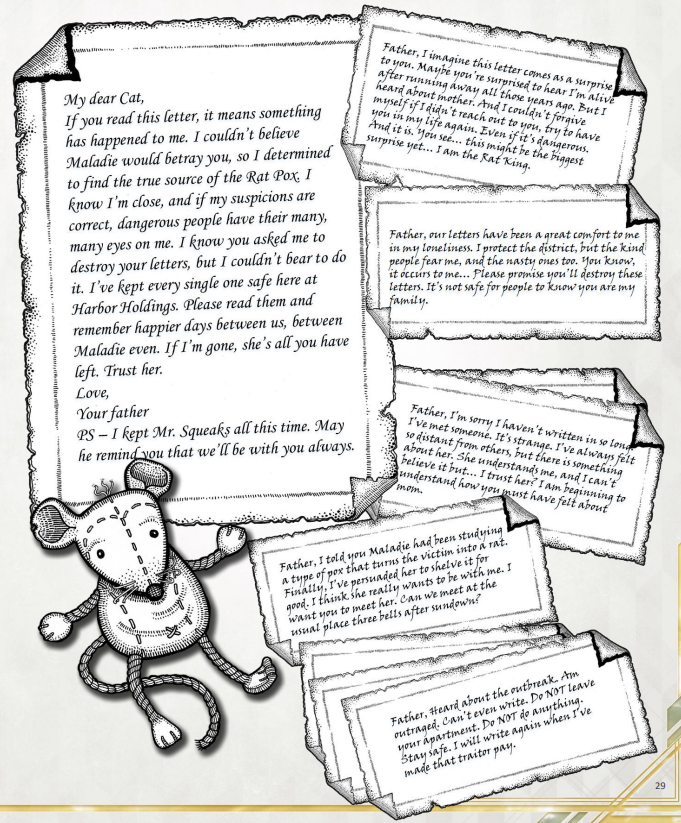 My dear Cat,
If you read this letter, it means something
has happened to me. I couldn't believe
Maladie would betray you, so I determined
to find the true source of the Rat Pox. I
know I'm close, and if my suspicions are
correct, dangerous people have their many,
many eyes on me. I know you asked me to
destroy your letters, but I couldn't bear to do
it. I've kept every single one safe here at
Harbor Holdings. Please read them and
remember happier days between us, between
Maladie even. If I'm gone, she's all you have
left. Trust her.
Love,
Your father
PS – I kept Mr. Squeaks all this time. May
he remind you that we'll be with you always.
Father, I imagine this letter comes as a surprise
to you. Maybe you're surprised to hear I'm alive
after running away all those years ago. But I
heard about mother. And I couldn't forgive
myself if I didn't reach out to you, try to have
you in my life again. Even if it's dangerous.
And it is. You see... this might be the biggest
surprise yet... I am the Rat King.
Father, our letters have been a great comfort to me
in my loneliness. I protect the district, but the kind
people fear me, and the nasty ones too. You know,
it occurs to me... Please promise you'll destroy these
letters. It's not safe for people to know you are my
family.
Father, I'm sorry I haven't written in so long.
I've met someone. It's strange. I've always felt
so distant from others, but there is something
about her. She understands me, and I can't
believe it but... I trust her? I am beginning to
understand how you must have felt about
mom.
Father, I told you Maladie had been studying
a type of pox that turns the victim into a rat.
Finally, I've persuaded her to shelve it for
good. I think she really wants to be with me. I
want you to meet her. Can we meet at the
usual place three bells after sundown?
Father, Heard about the outbreak. Am
outraged. Can't even write. Do NOT leave
your apartment. Do NOT do anything.
Stay safe. I will write again when I've
made that traitor pay.
29